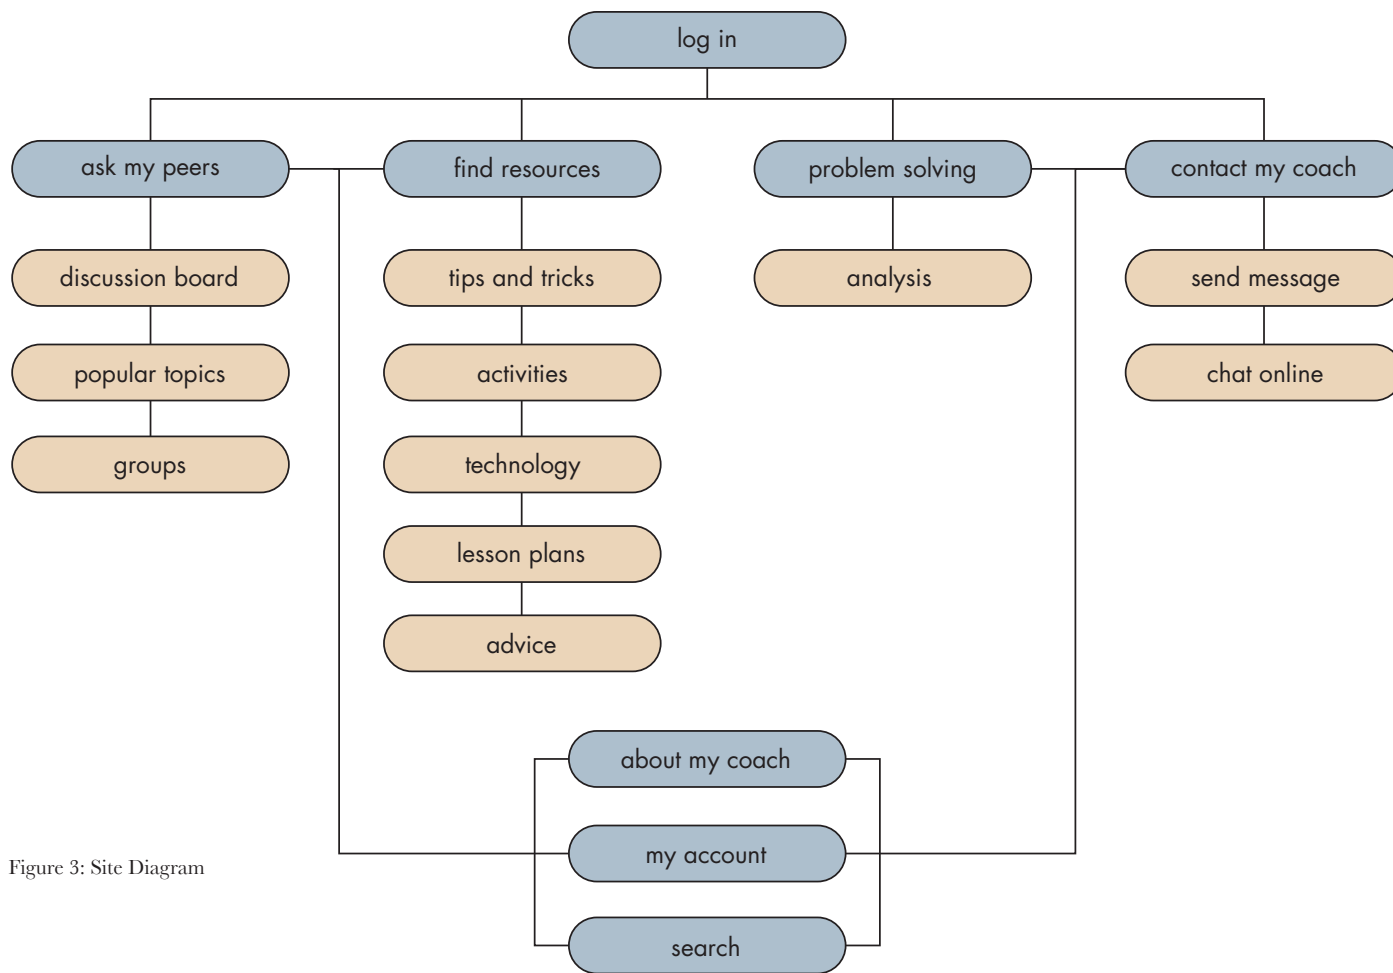 log in
ask my peers
find resources
problem solving
contact my coach
discussion board
tips and tricks
analysis
send message
popular topics
activities
chat online
groups
technology
lesson plans
advice
about my coach
my account
search
Figure 3: Site Diagram